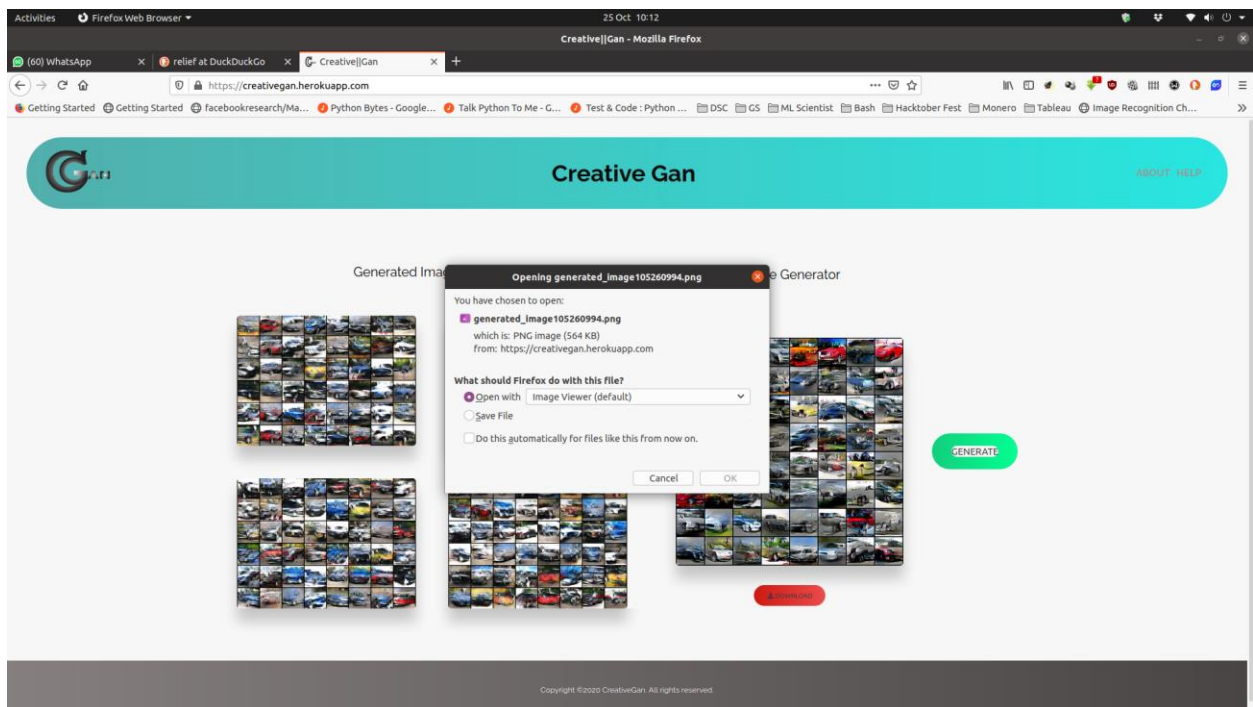 Activities Firefox Web Browser 25 Oct 10:12
Creative||Gan - Mozilla Firefox
(60) WhatsApp relief at DuckDuckGo Creative||Gan
https://creativegan.herokuapp.com
Getting Started Getting Started facebookresearch/Ma... Python Bytes - Google... Talk Python To Me - G... Test & Code : Python ... DSC GS ML Scientist Bash Hacktober Fest Monero Tableau Image Recognition Ch...
Creative Gan
ABOUT HELP
Generated Ima
e Generator
Opening generated_image105260994.png
You have chosen to open:
generated_image105260994.png
which is: PNG image (564 KB)
from: https://creativegan.herokuapp.com
What should Firefox do with this file?
Open with Image Viewer (default)
Save File
Do this automatically for files like this from now on.
Cancel OK
GENERATE
DOWNLOAD
Copyright ©2020 CreativeGan. All rights reserved.